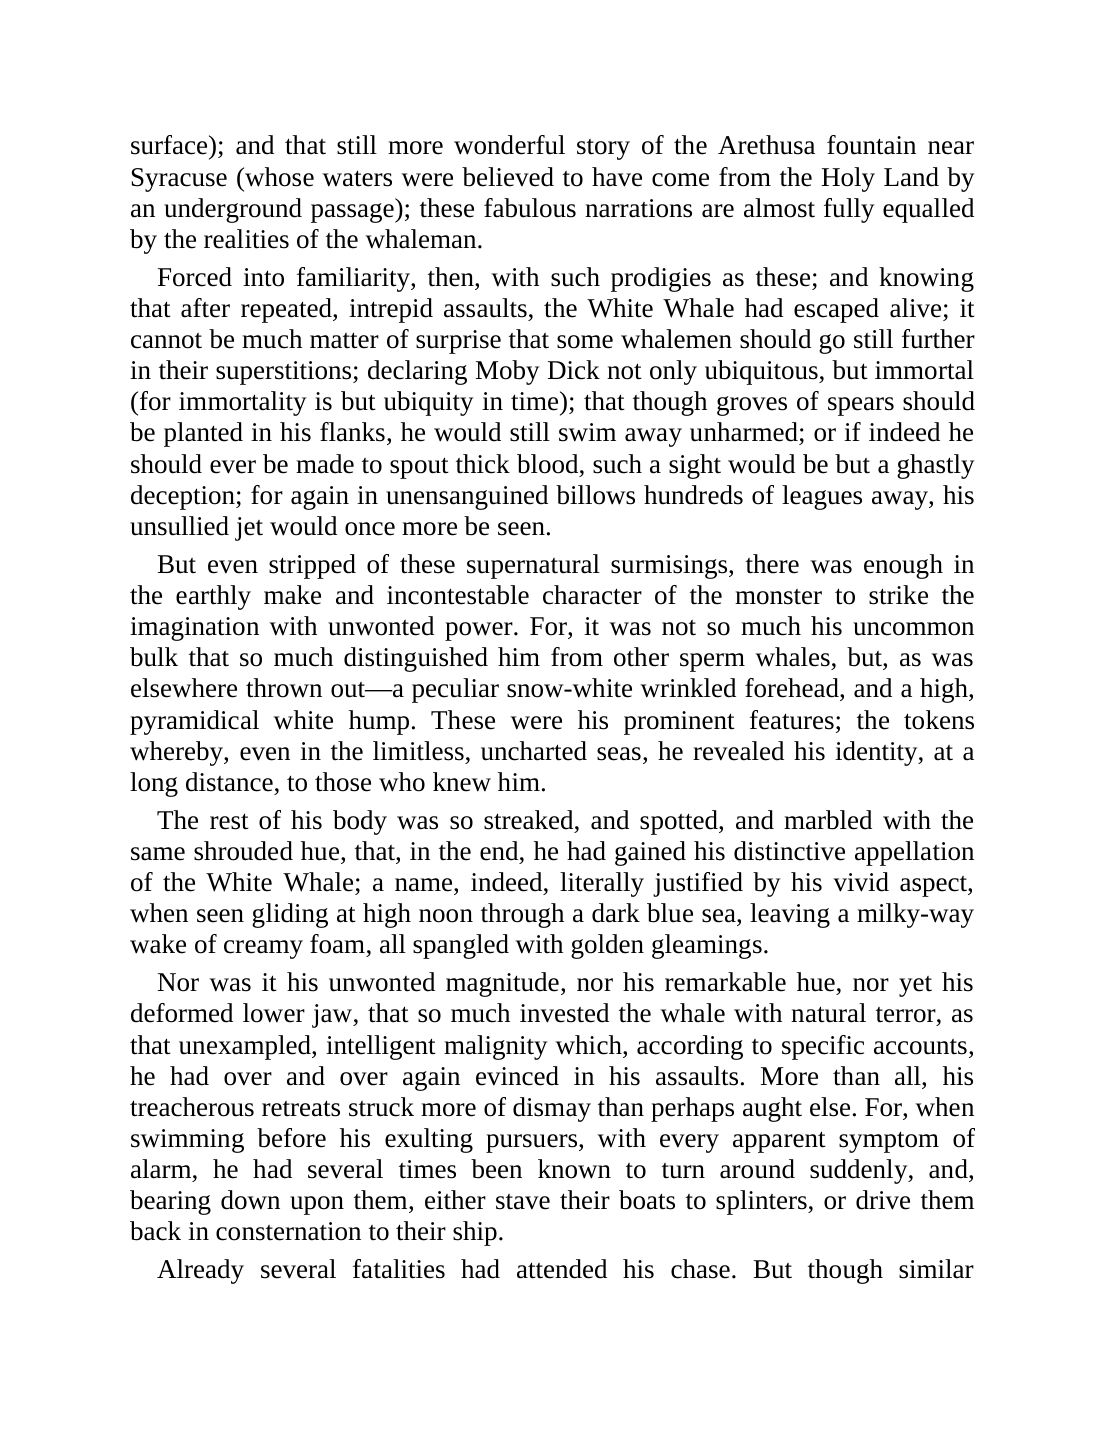 surface); and that still more wonderful story of the Arethusa fountain near
Syracuse (whose waters were believed to have come from the Holy Land by
an underground passage); these fabulous narrations are almost fully equalled
by the realities of the whaleman.
Forced into familiarity, then, with such prodigies as these; and knowing
that after repeated, intrepid assaults, the White Whale had escaped alive; it
cannot be much matter of surprise that some whalemen should go still further
in their superstitions; declaring Moby Dick not only ubiquitous, but immortal
(for immortality is but ubiquity in time); that though groves of spears should
be planted in his flanks, he would still swim away unharmed; or if indeed he
should ever be made to spout thick blood, such a sight would be but a ghastly
deception; for again in unensanguined billows hundreds of leagues away, his
unsullied jet would once more be seen.
But even stripped of these supernatural surmisings, there was enough in
the earthly make and incontestable character of the monster to strike the
imagination with unwonted power. For, it was not so much his uncommon
bulk that so much distinguished him from other sperm whales, but, as was
elsewhere thrown out—a peculiar snow-white wrinkled forehead, and a high,
pyramidical white hump. These were his prominent features; the tokens
whereby, even in the limitless, uncharted seas, he revealed his identity, at a
long distance, to those who knew him.
The rest of his body was so streaked, and spotted, and marbled with the
same shrouded hue, that, in the end, he had gained his distinctive appellation
of the White Whale; a name, indeed, literally justified by his vivid aspect,
when seen gliding at high noon through a dark blue sea, leaving a milky-way
wake of creamy foam, all spangled with golden gleamings.
Nor was it his unwonted magnitude, nor his remarkable hue, nor yet his
deformed lower jaw, that so much invested the whale with natural terror, as
that unexampled, intelligent malignity which, according to specific accounts,
he had over and over again evinced in his assaults. More than all, his
treacherous retreats struck more of dismay than perhaps aught else. For, when
swimming before his exulting pursuers, with every apparent symptom of
alarm, he had several times been known to turn around suddenly, and,
bearing down upon them, either stave their boats to splinters, or drive them
back in consternation to their ship.
Already several fatalities had attended his chase. But though similar